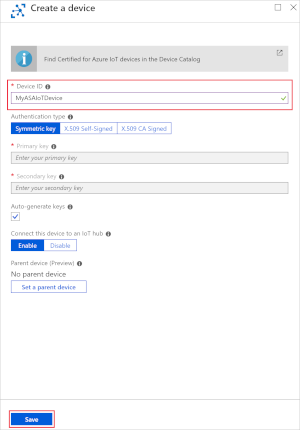 Create a device
Find Certified for Azure IoT devices in the Device Catalog
* Device ID
MyASAIoTDevice
Authentication type
Symmetric key X.509 Self-Signed X.509 CA Signed
* Primary key
Enter your primary key
* Secondary key
Enter your secondary key
Auto-generate keys
Connect this device to an IoT hub
Enable Disable
Parent device (Preview)
No parent device
Set a parent device
Save